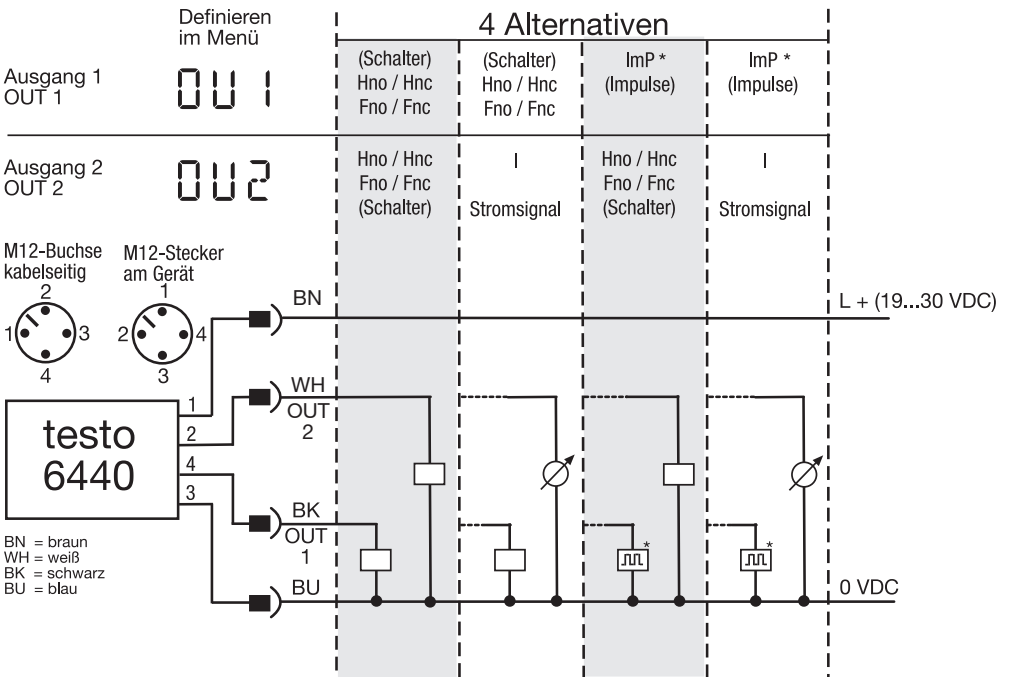 Definieren
im Menü
4 Alternativen
Ausgang 1
OUT 1
OU1
(Schalter)
Hno / Hnc
Fno / Fnc
(Schalter)
Hno / Hnc
Fno / Fnc
ImP *
(Impulse)
ImP *
(Impulse)
Ausgang 2
OUT 2
OU2
Hno / Hnc
Fno / Fnc
(Schalter)
I
Stromsignal
Hno / Hnc
Fno / Fnc
(Schalter)
I
Stromsignal
M12-Buchse
kabelseitig
2
1
3
4
M12-Stecker
am Gerät
1
2
4
3
BN
L + (19...30 VDC)
testo
6440
1
2
4
3
WH
OUT
2
BK
OUT
1
*
*
BU
0 VDC
BN = braun
WH = weiß
BK = schwarz
BU = blau